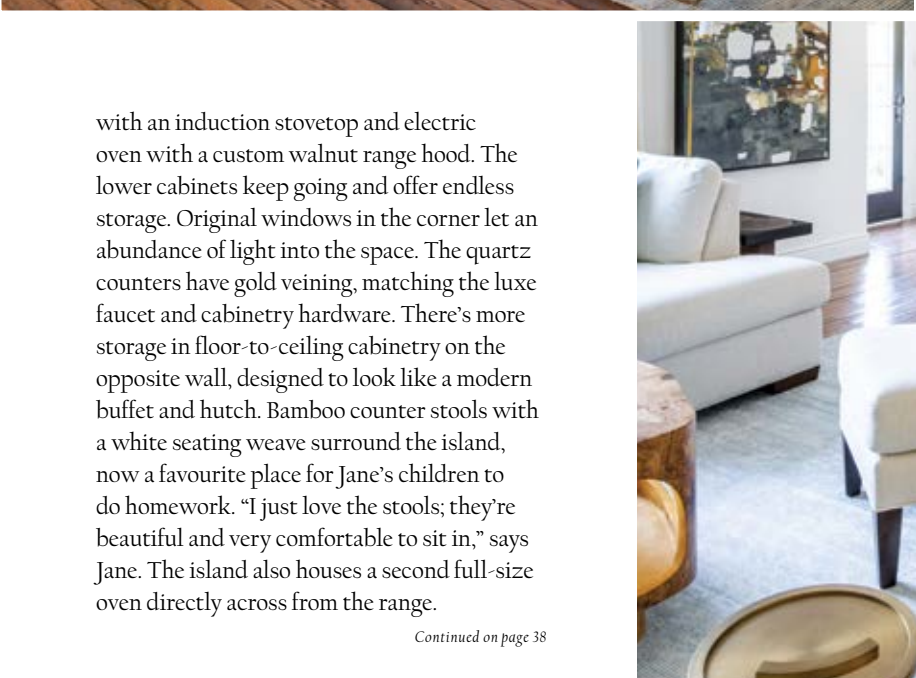 with an induction stovetop and electric
oven with a custom walnut range hood. The
lower cabinets keep going and offer endless
storage. Original windows in the corner let an
abundance of light into the space. The quartz
counters have gold veining, matching the luxe
faucet and cabinetry hardware. There’s more
storage in floor-to-ceiling cabinetry on the
opposite wall, designed to look like a modern
buffet and hutch. Bamboo counter stools with
a white seating weave surround the island,
now a favourite place for Jane’s children to
do homework. “I just love the stools; they’re
beautiful and very comfortable to sit in,” says
Jane. The island also houses a second full-size
oven directly across from the range.
Continued on page 38